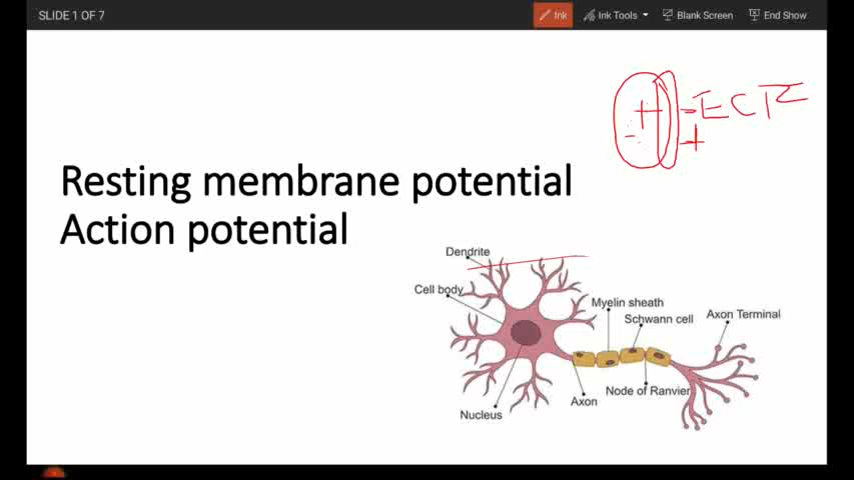 SLIDE 1 OF 7
Ink
Ink Tools
Blank Screen
End Show
+ - ECF
- +
Resting membrane potential
Action potential
Dendrite
Cell body
Myelin sheath
Schwann cell
Axon Terminal
Node of Ranvier
Axon
Nucleus